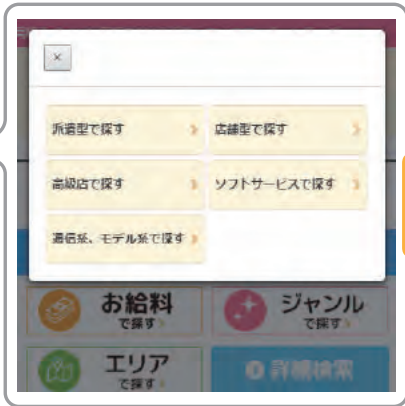 ×
派遣型で探す
店舗型で探す
高級店で探す
ソフトサービスで探す
通信系、モデル系で探す
お給料
で探す
ジャンル
で探す
エリア
で探す
詳細検索